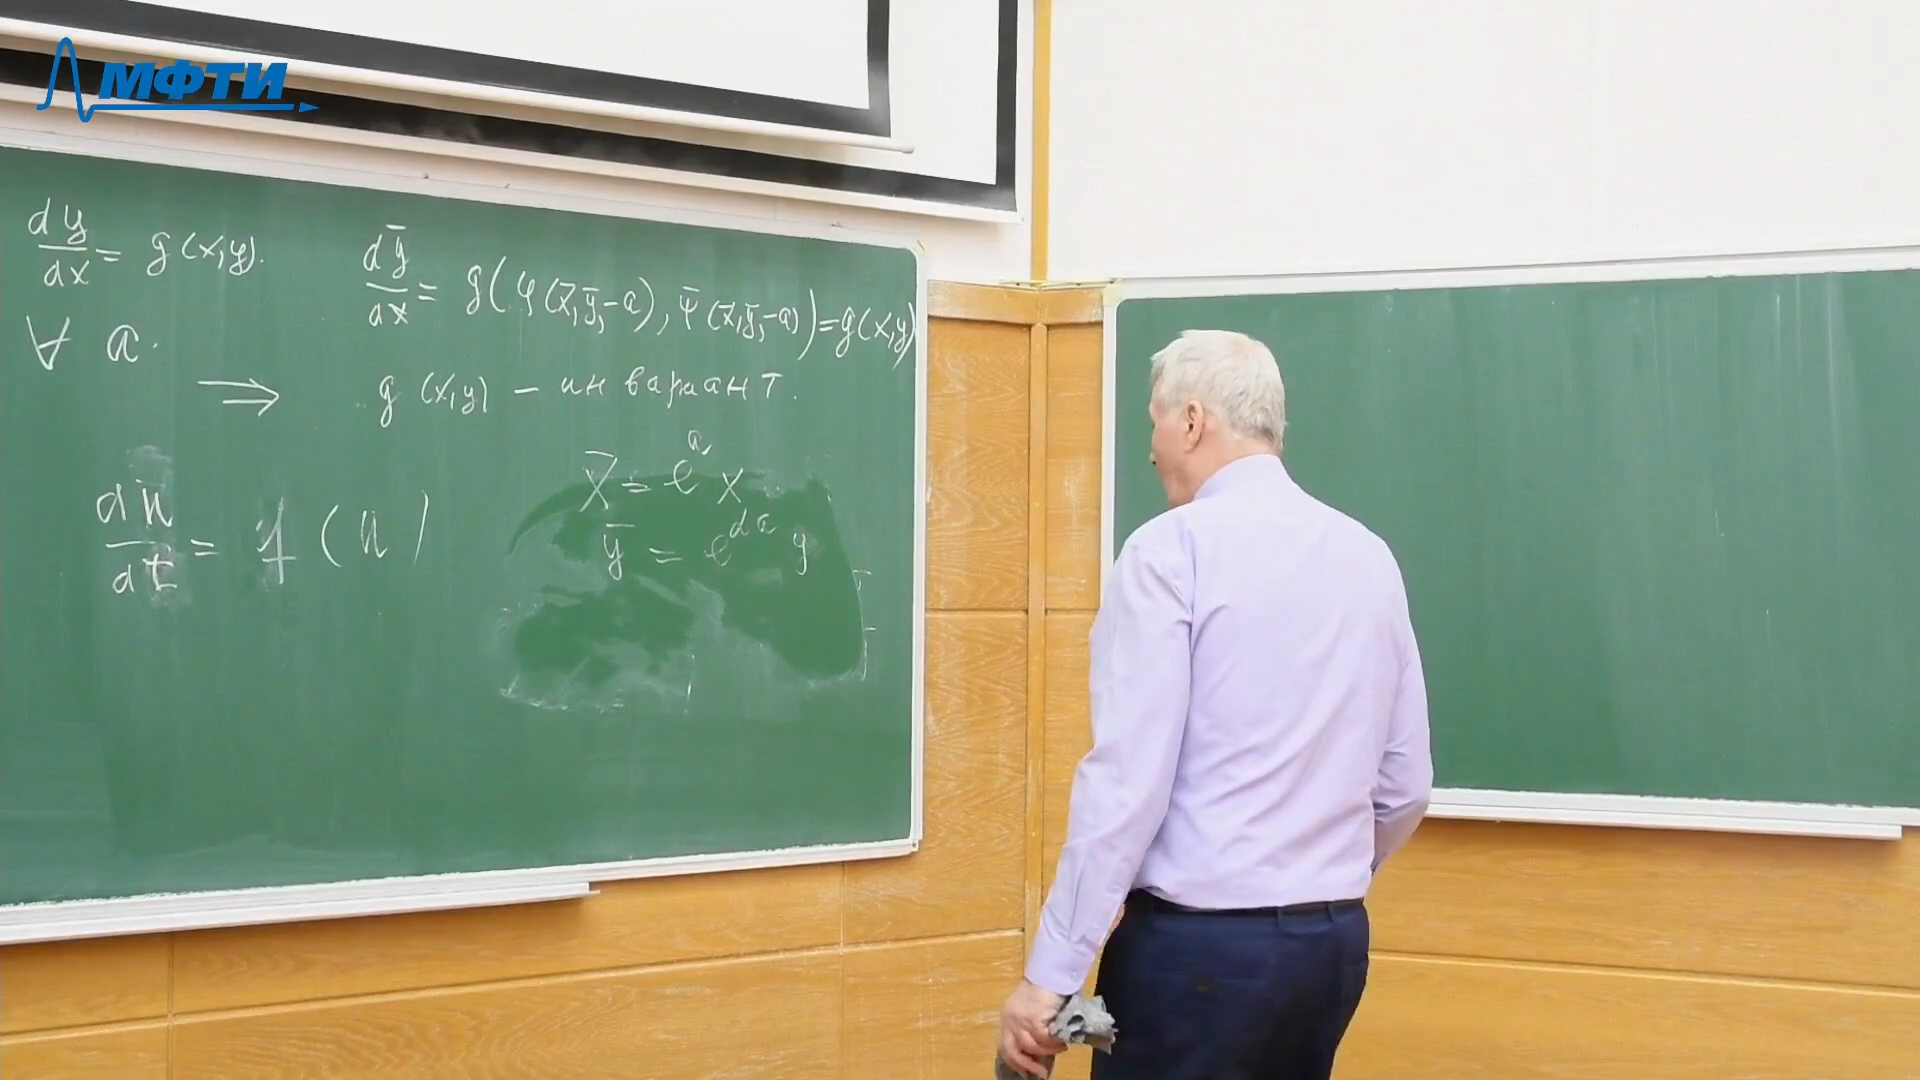 МФТИ
dy/dx = g(x,y).
dȳ/dx̄ = g(φ(x̄,ȳ,-a), ψ̄(x̄,ȳ,-a)) = g(x,y)
∀ a.
⟹ g(x,y) - инвариант.
x̄ = e^a x
du/dt = f(u)
ȳ = e^{αa} y